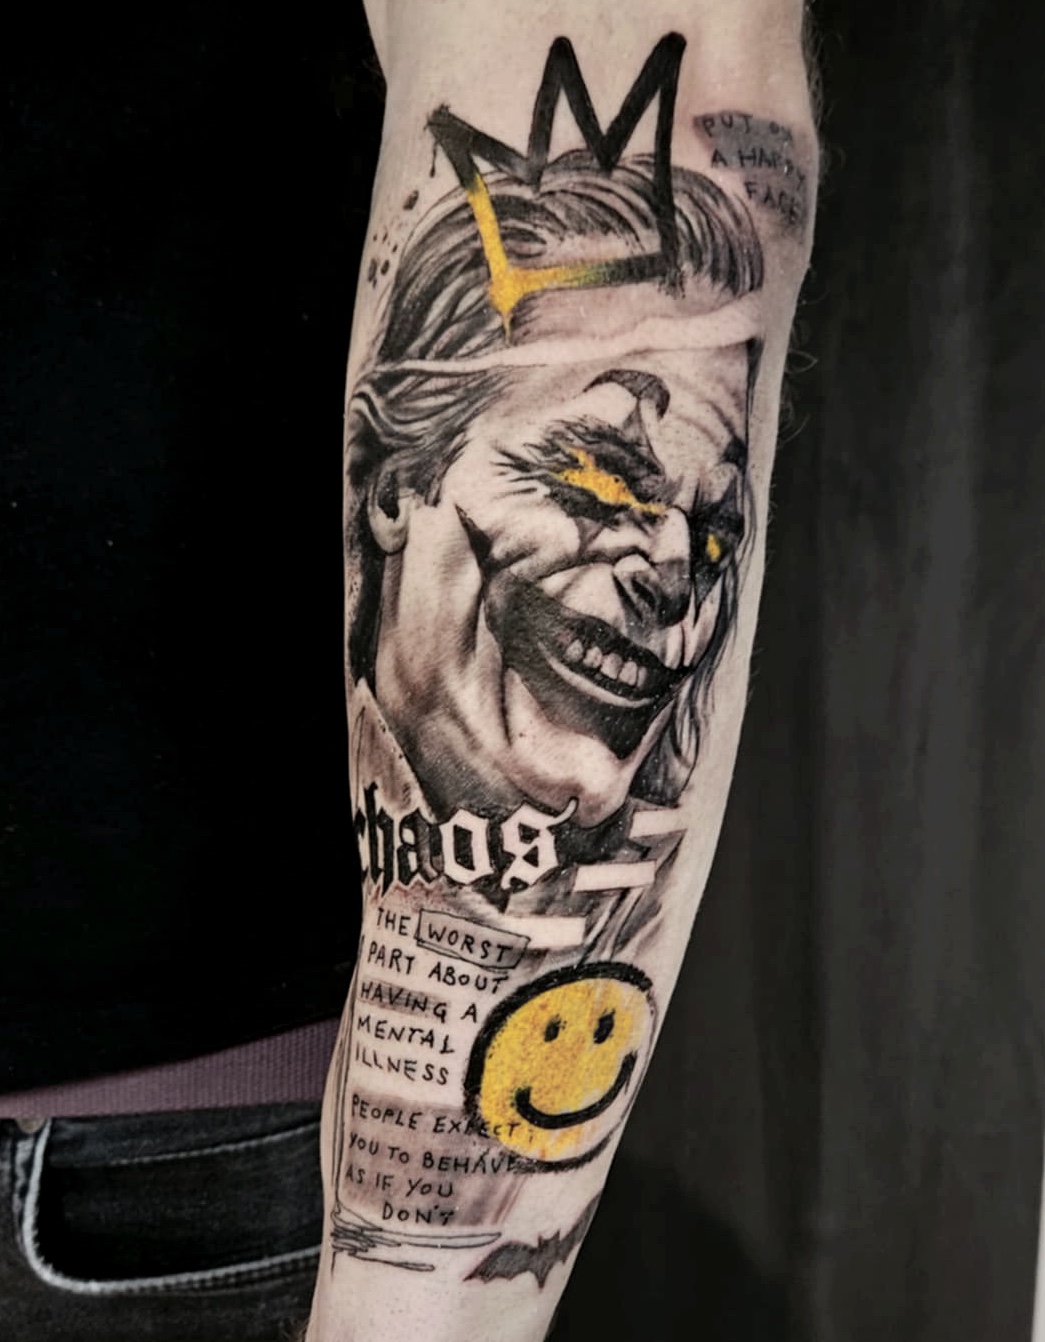 PUT ON
A HAPPY
FACE
chaos
THE WORST
PART ABOUT
HAVING A
MENTAL
ILLNESS
PEOPLE EXPECT
YOU TO BEHAVE
AS IF YOU
DON'T